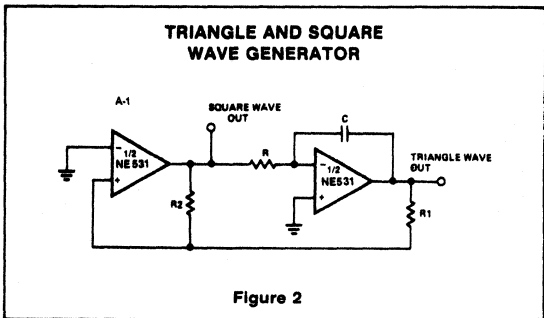 TRIANGLE AND SQUARE
WAVE GENERATOR
A-1
SQUARE WAVE
OUT
C
R
−
1/2
NE531
+
−
1/2
NE531
+
TRIANGLE WAVE
OUT
R2
R1
Figure 2